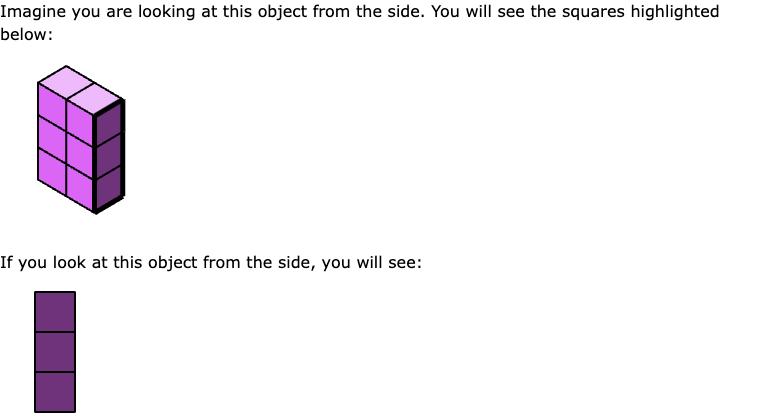 Imagine you are looking at this object from the side. You will see the squares highlighted
below:
If you look at this object from the side, you will see: